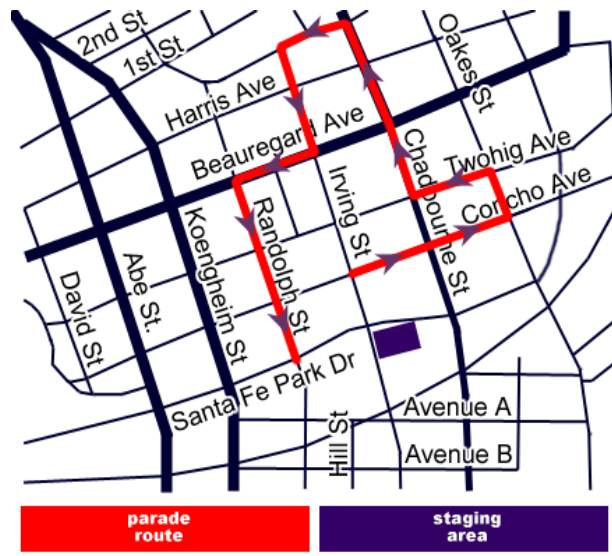 2nd St
1st St
Oakes St
Harris Ave
Beauregard Ave
Chadbourne St
Twohig Ave
Concho Ave
Irving St
Randolph St
Koengheim St
Abe St.
David St
Santa Fe Park Dr
Hill St
Avenue A
Avenue B
parade
route
staging
area